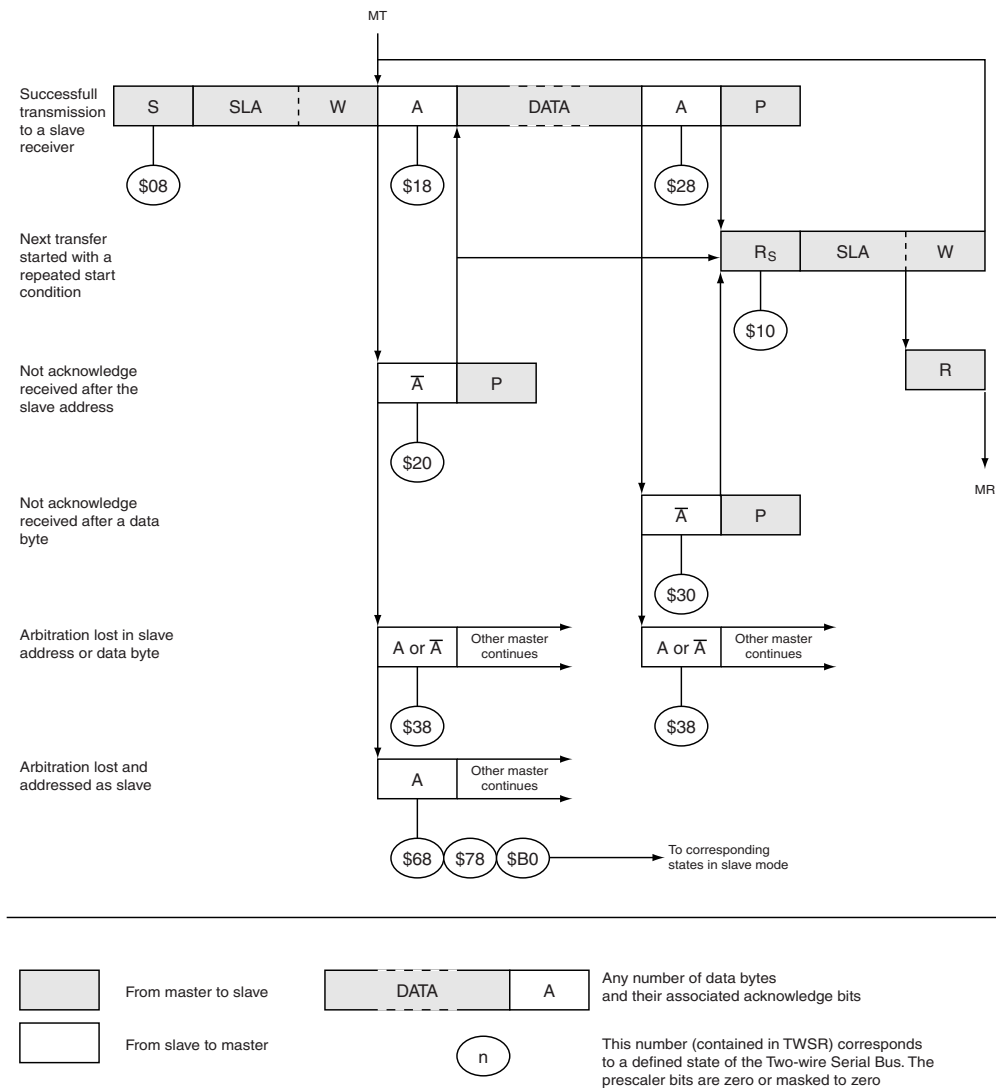 MT
Successfull
transmission
to a slave
receiver
S SLA W A DATA A P
$08 $18 $28
Next transfer
started with a
repeated start
condition
RS SLA W
$10
Not acknowledge
received after the
slave address
A̅ P
R
$20
MR
Not acknowledge
received after a data
byte
A̅ P
$30
Arbitration lost in slave
address or data byte
A or A̅ Other master
continues
A or A̅ Other master
continues
$38 $38
Arbitration lost and
addressed as slave
A Other master
continues
$68 $78 $B0
To corresponding
states in slave mode
From master to slave
DATA A
Any number of data bytes
and their associated acknowledge bits
From slave to master
n
This number (contained in TWSR) corresponds
to a defined state of the Two-wire Serial Bus. The
prescaler bits are zero or masked to zero